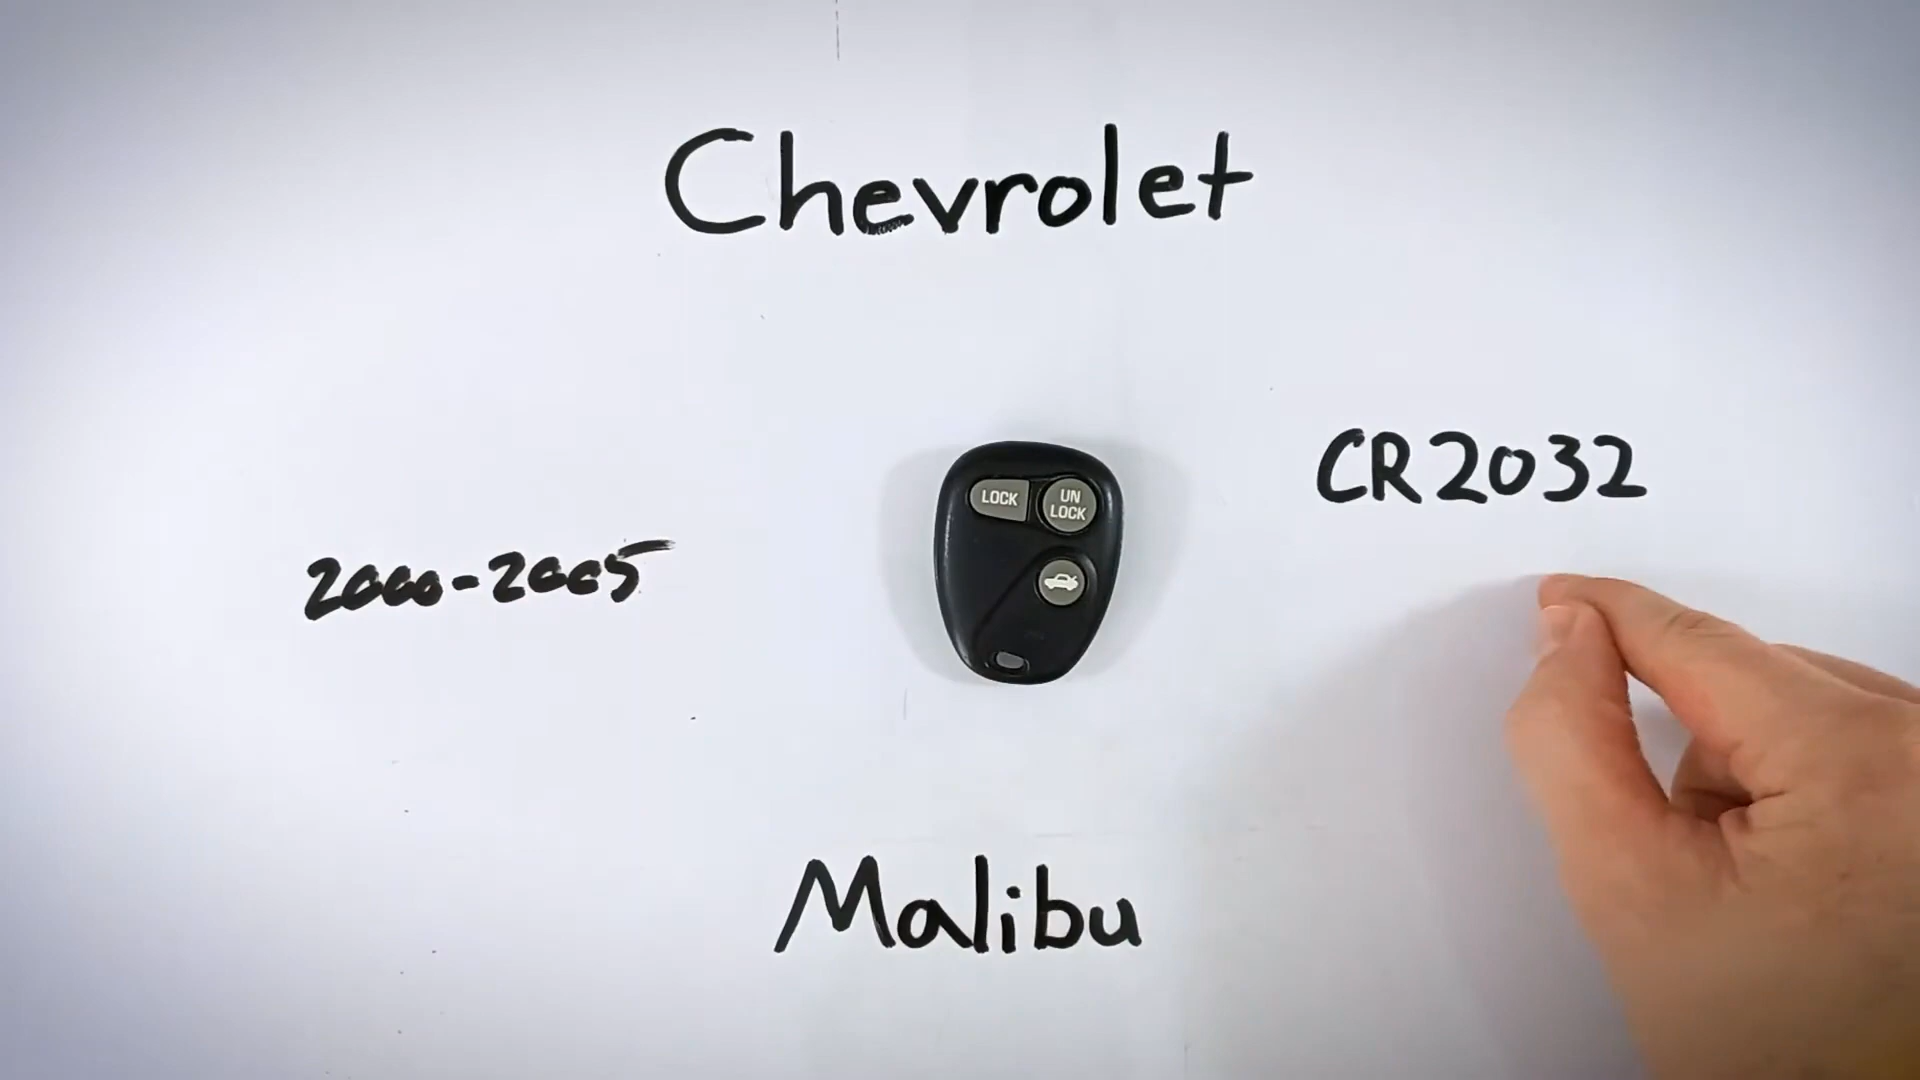 Chevrolet
CR2032
LOCK
UN
LOCK
2000-2005
Malibu